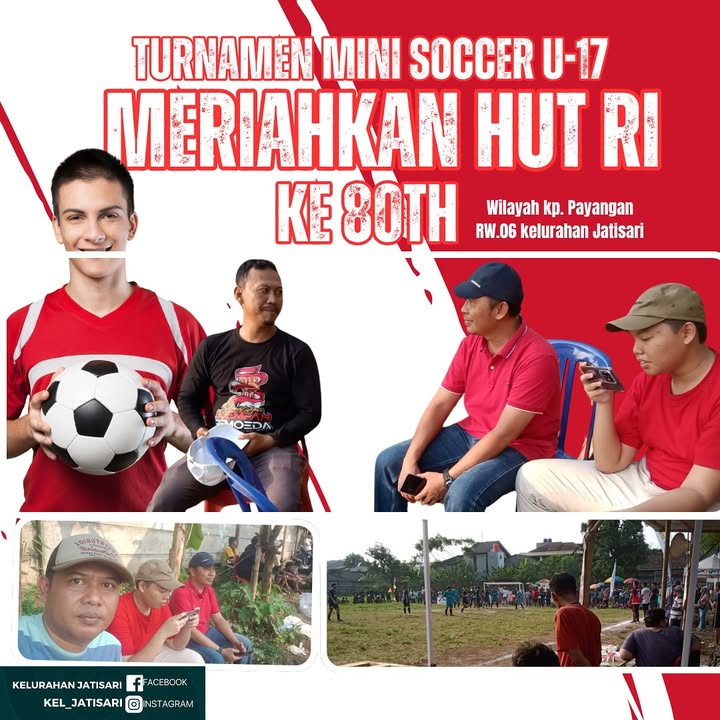 TURNAMEN MINI SOCCER U-17
MERIAHKAN HUT RI
KE 80TH
Wilayah kp. Payangan
RW.06 kelurahan Jatisari
KELURAHAN JATISARI FACEBOOK
KEL_JATISARI INSTAGRAM